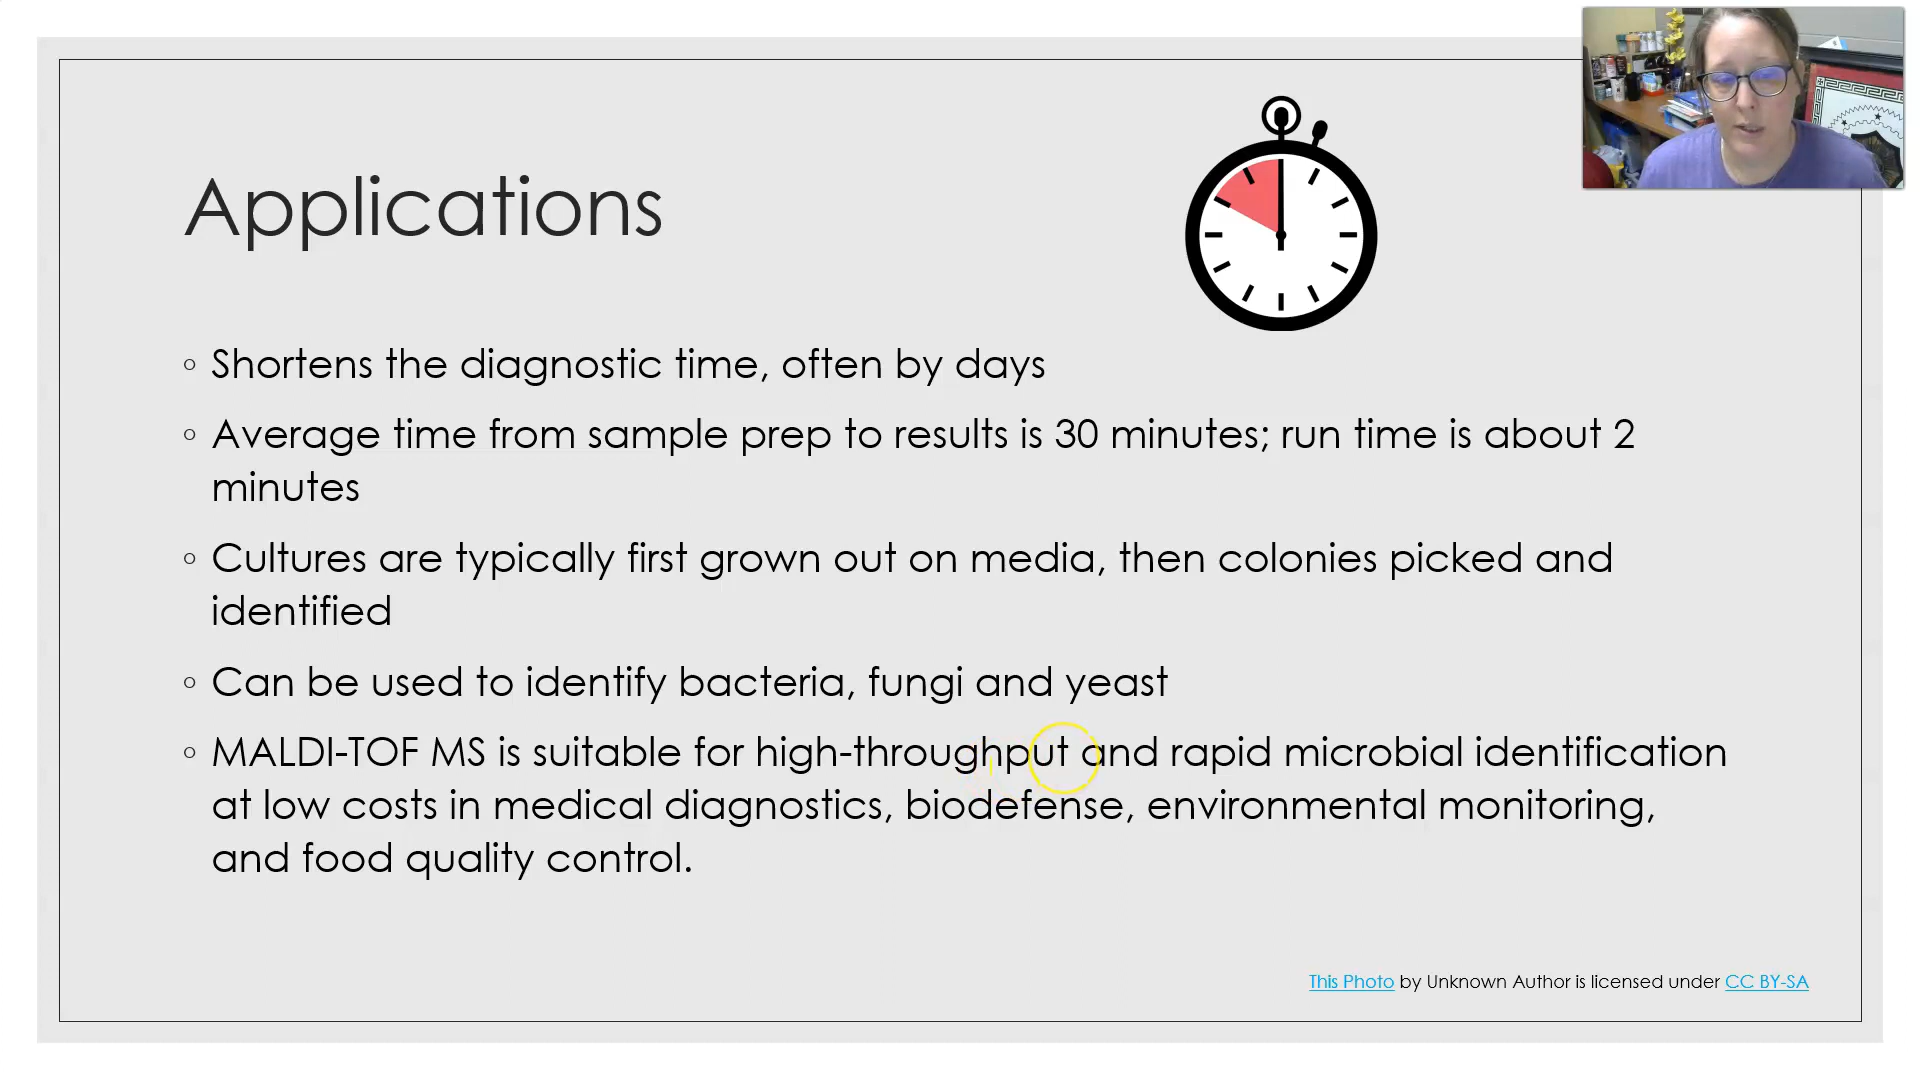 Applications
◦ Shortens the diagnostic time, often by days
◦ Average time from sample prep to results is 30 minutes; run time is about 2
minutes
◦ Cultures are typically first grown out on media, then colonies picked and
identified
◦ Can be used to identify bacteria, fungi and yeast
◦ MALDI-TOF MS is suitable for high-throughput and rapid microbial identification
at low costs in medical diagnostics, biodefense, environmental monitoring,
and food quality control.
This Photo by Unknown Author is licensed under CC BY-SA